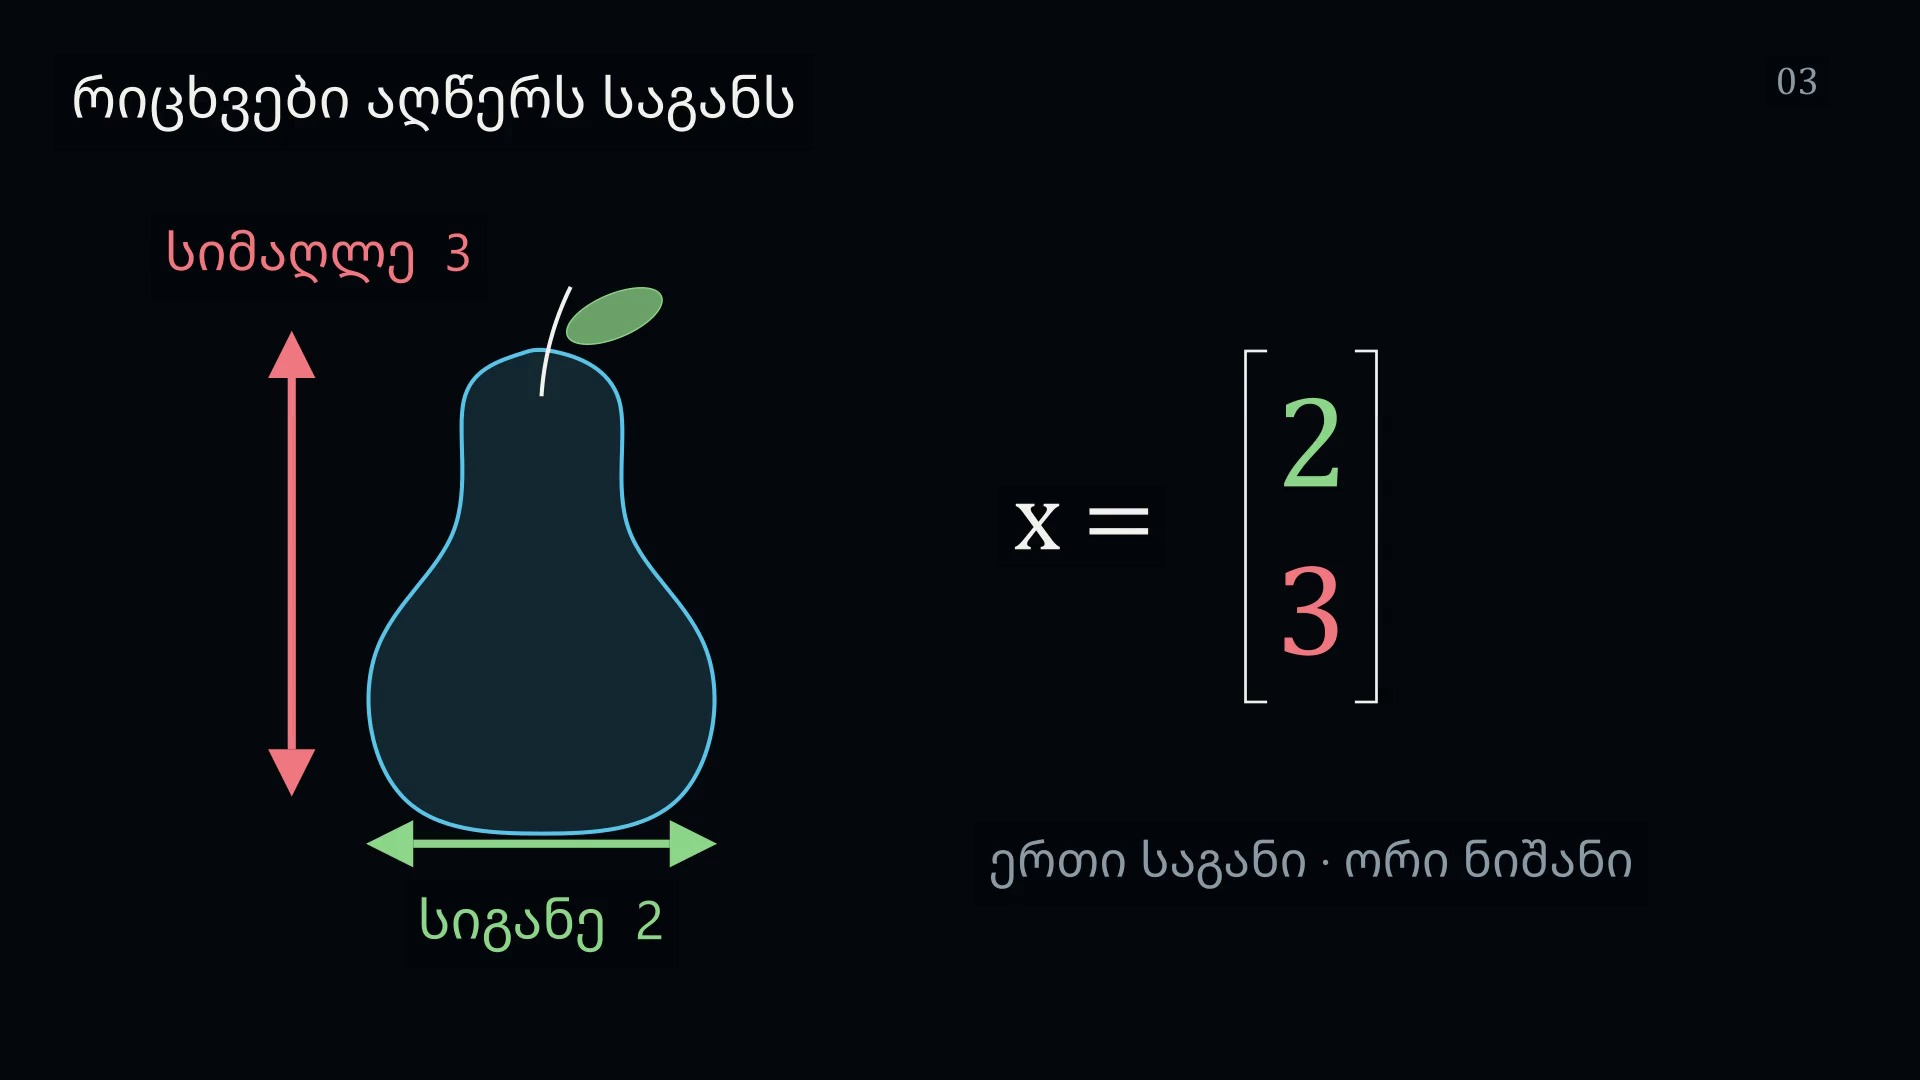 რიცხვები აღწერს საგანს
03
სიმაღლე 3
x =
2
3
ერთი საგანი · ორი ნიშანი
სიგანე 2